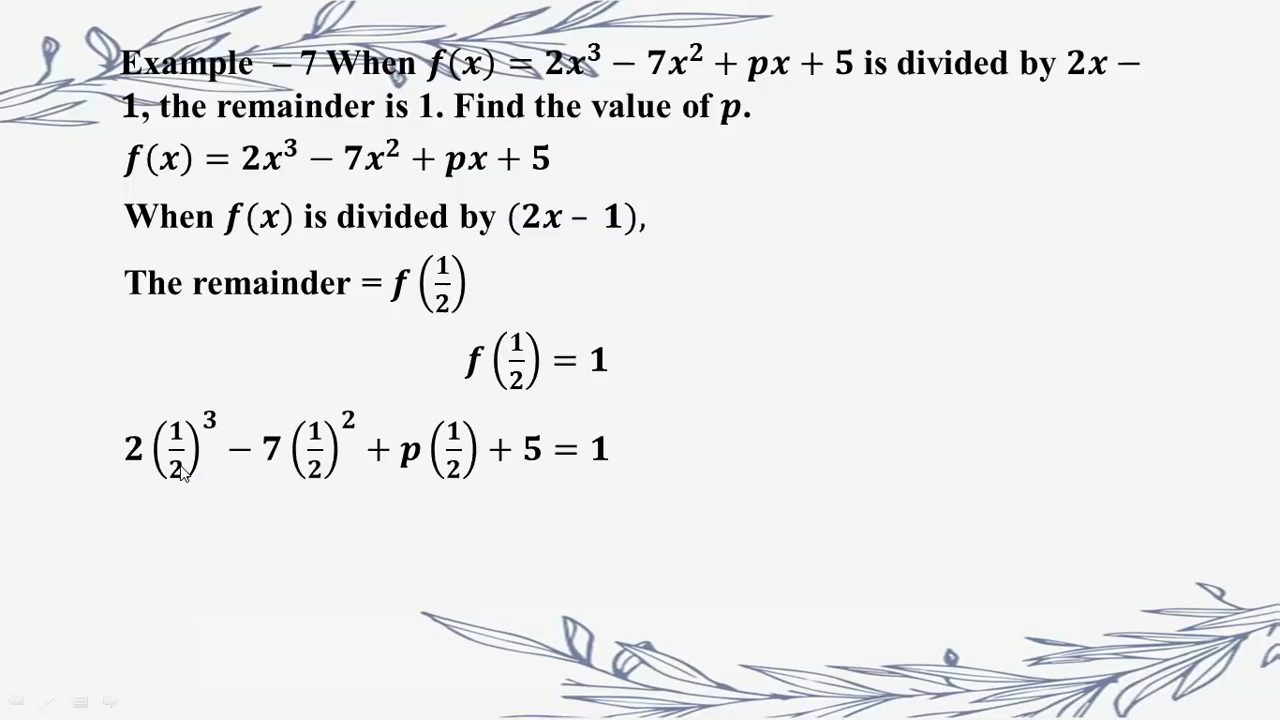 Example – 7 When f(x) = 2x³ − 7x² + px + 5 is divided by 2x −
1, the remainder is 1. Find the value of p.
f(x) = 2x³ − 7x² + px + 5
When f(x) is divided by (2x – 1),
The remainder = f(1/2)
f(1/2) = 1
2(1/2)³ − 7(1/2)² + p(1/2) + 5 = 1